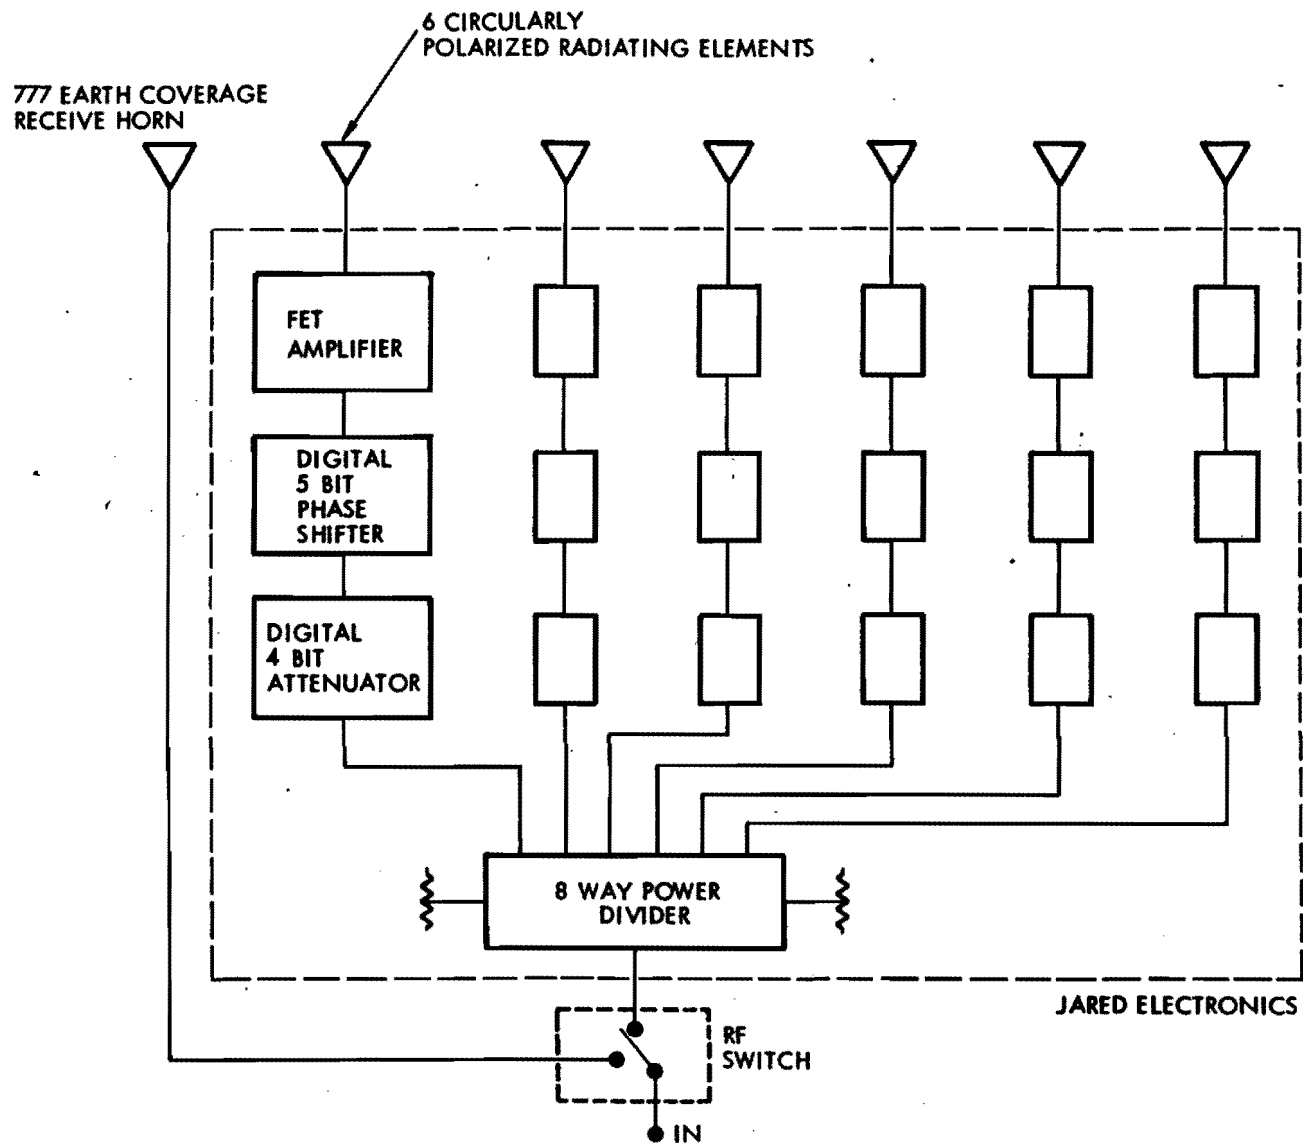 6 CIRCULARLY
POLARIZED RADIATING ELEMENTS
777 EARTH COVERAGE
RECEIVE HORN
FET
AMPLIFIER
DIGITAL
5 BIT
PHASE
SHIFTER
DIGITAL
4 BIT
ATTENUATOR
8 WAY POWER
DIVIDER
JARED ELECTRONICS
RF
SWITCH
IN